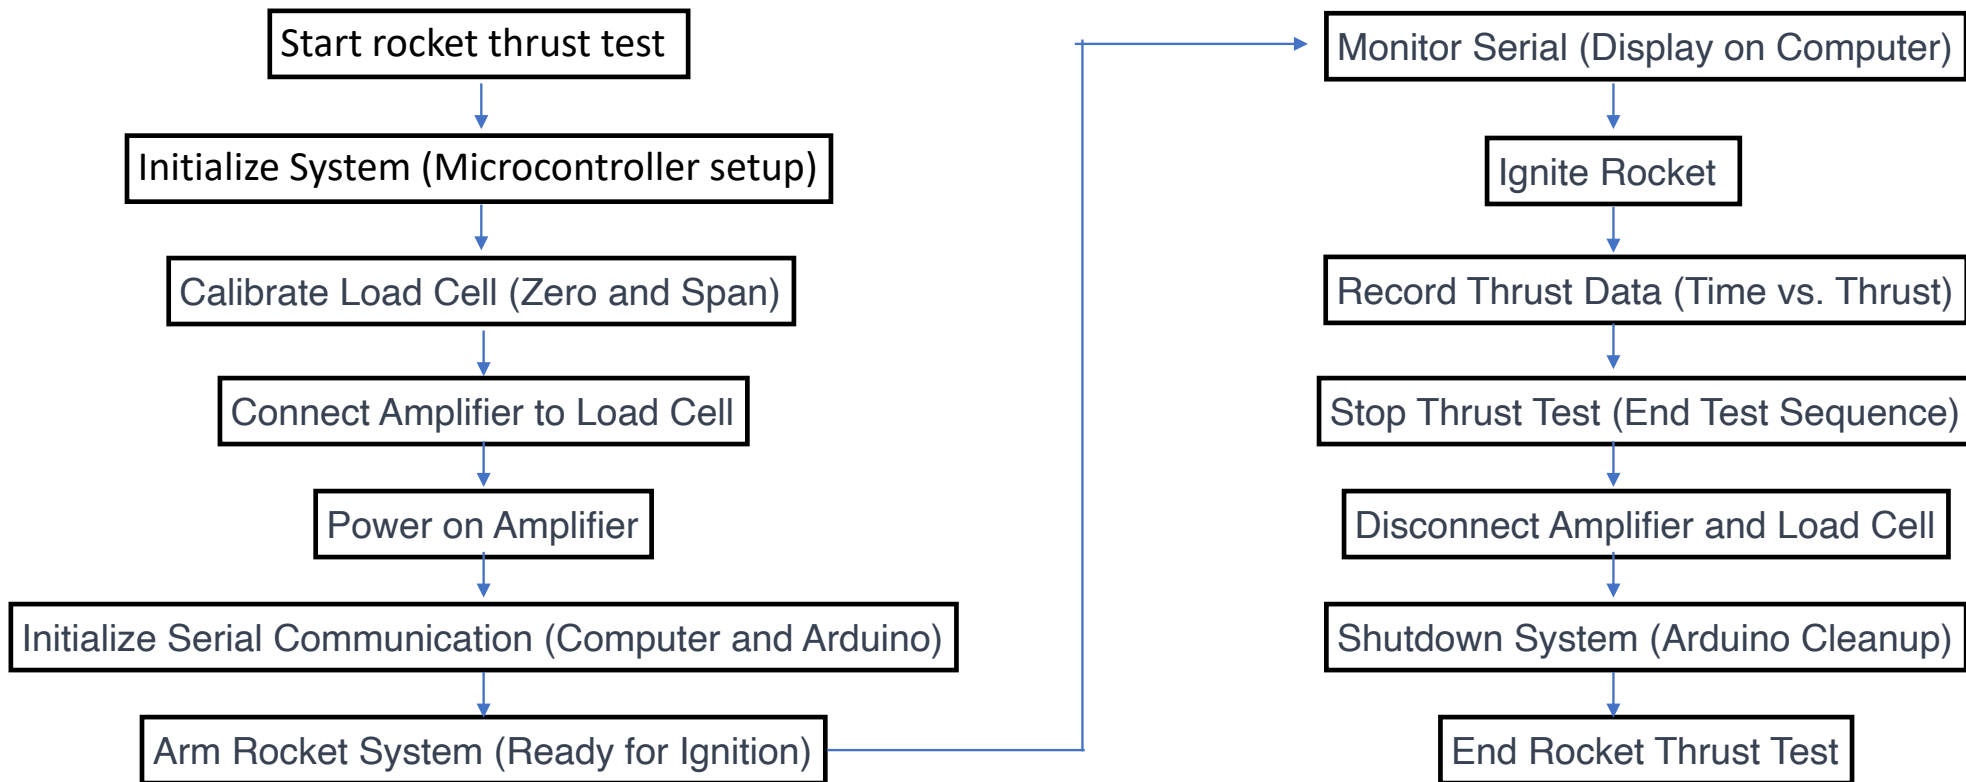 Start rocket thrust test
Initialize System (Microcontroller setup)
Calibrate Load Cell (Zero and Span)
Connect Amplifier to Load Cell
Power on Amplifier
Initialize Serial Communication (Computer and Arduino)
Arm Rocket System (Ready for Ignition)
Monitor Serial (Display on Computer)
Ignite Rocket
Record Thrust Data (Time vs. Thrust)
Stop Thrust Test (End Test Sequence)
Disconnect Amplifier and Load Cell
Shutdown System (Arduino Cleanup)
End Rocket Thrust Test